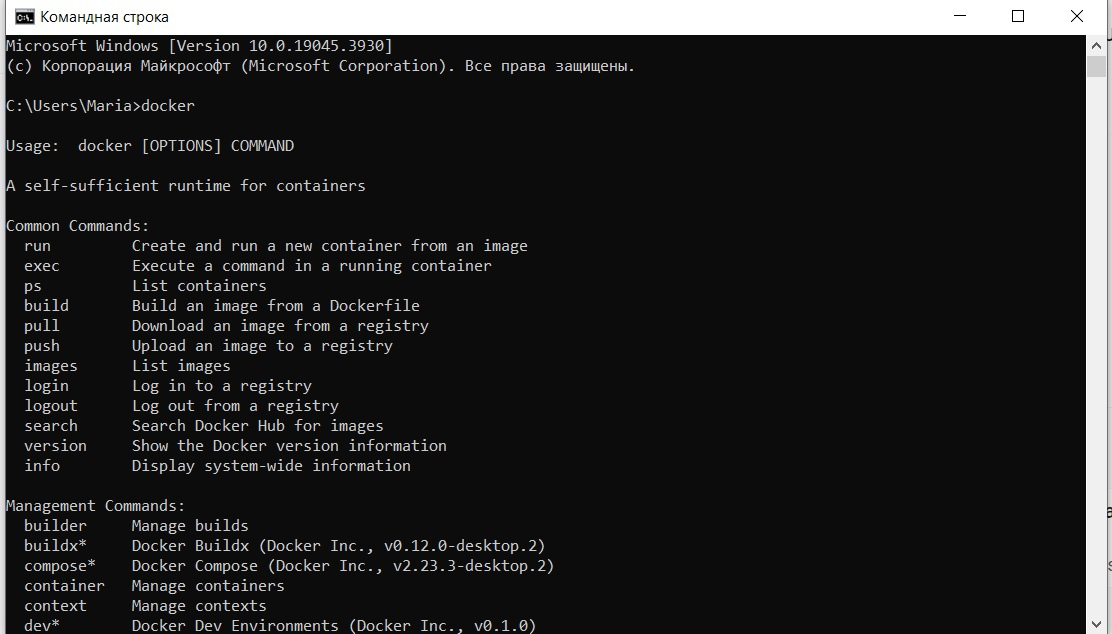 Командная строка
Microsoft Windows [Version 10.0.19045.3930]
(c) Корпорация Майкрософт (Microsoft Corporation). Все права защищены.
C:\Users\Maria>docker
Usage:  docker [OPTIONS] COMMAND
A self-sufficient runtime for containers
Common Commands:
  run         Create and run a new container from an image
  exec        Execute a command in a running container
  ps          List containers
  build       Build an image from a Dockerfile
  pull        Download an image from a registry
  push        Upload an image to a registry
  images      List images
  login       Log in to a registry
  logout      Log out from a registry
  search      Search Docker Hub for images
  version     Show the Docker version information
  info        Display system-wide information
Management Commands:
  builder     Manage builds
  buildx*     Docker Buildx (Docker Inc., v0.12.0-desktop.2)
  compose*    Docker Compose (Docker Inc., v2.23.3-desktop.2)
  container   Manage containers
  context     Manage contexts
  dev*        Docker Dev Environments (Docker Inc., v0.1.0)